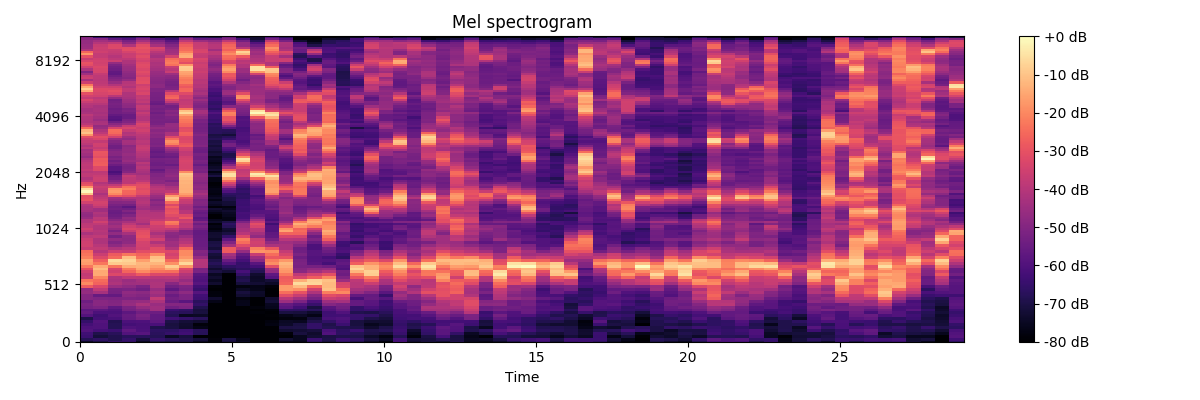 Mel spectrogram
Hz
8192
4096
2048
1024
512
0
0 5 10 15 20 25
Time
+0 dB
-10 dB
-20 dB
-30 dB
-40 dB
-50 dB
-60 dB
-70 dB
-80 dB